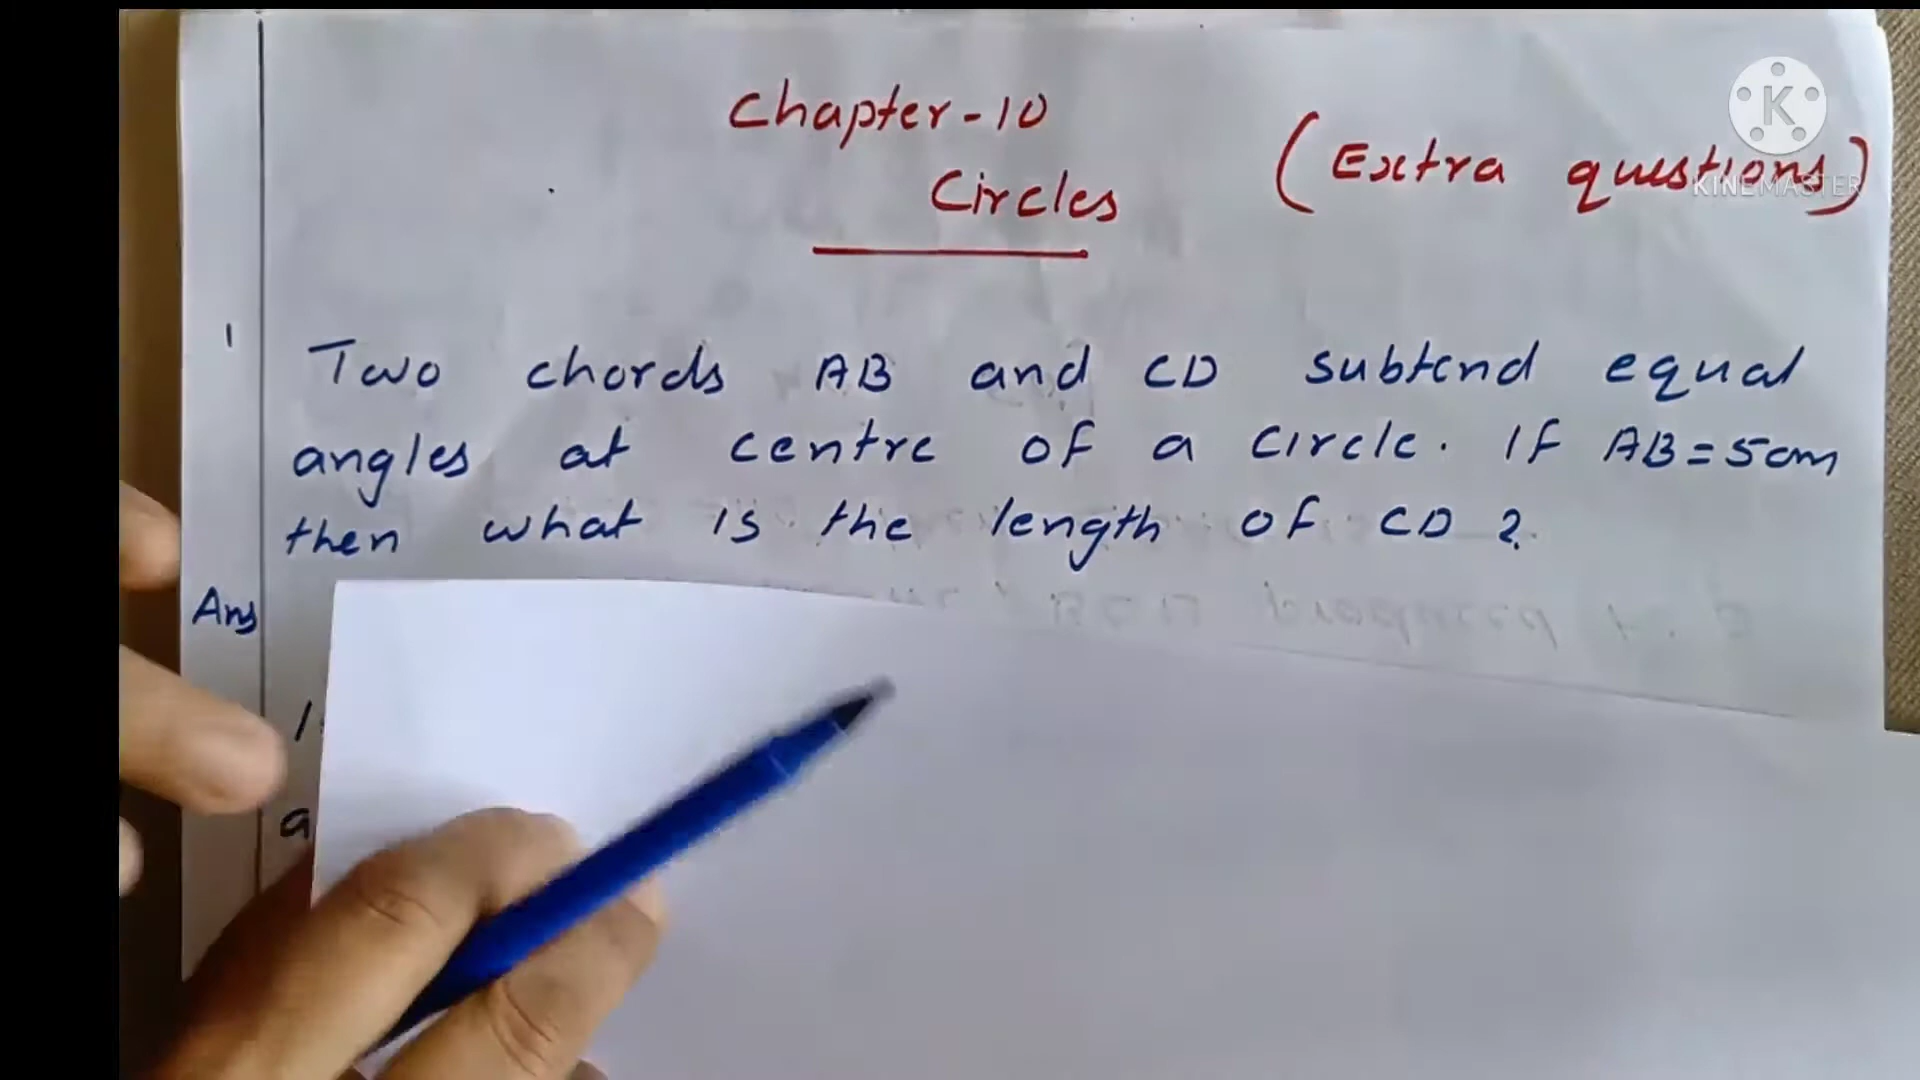 Chapter-10
Circles
(Extra questions)
KINEMASTER
1
Two chords AB and CD subtend equal
angles at centre of a circle. If AB=5cm
then what is the length of CD?
Ans
a